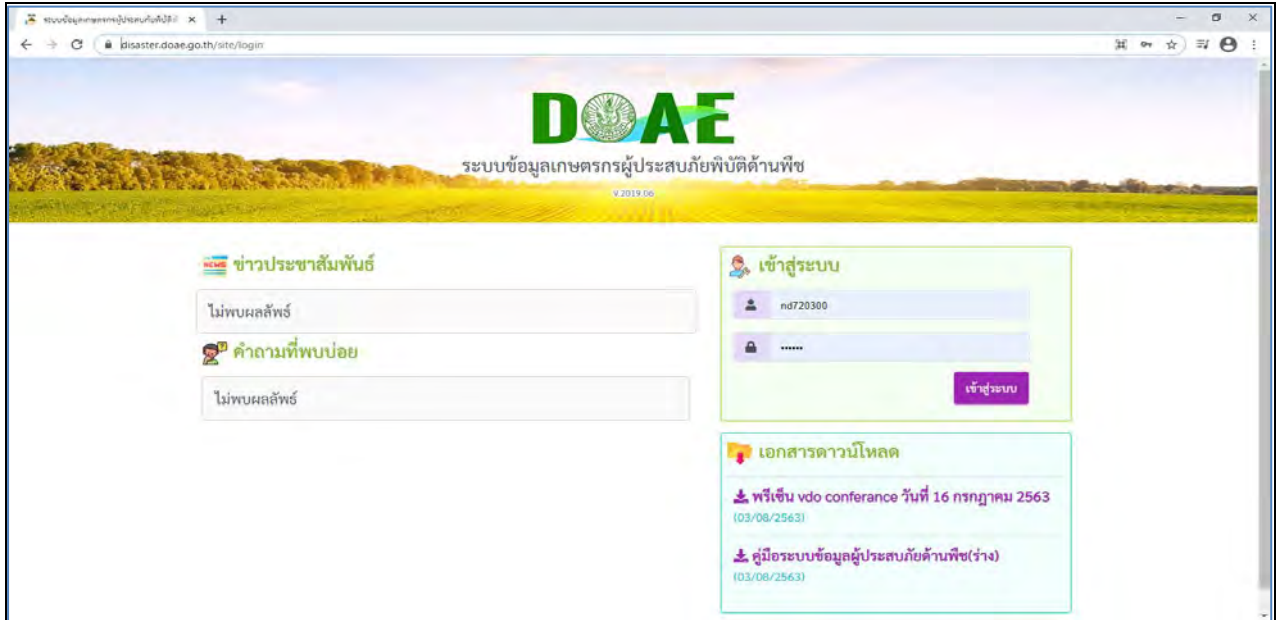 disaster.doae.go.th/site/login
DOAE
ระบบข้อมูลเกษตรกรผู้ประสบภัยพิบัติด้านพืช
V.2019.06
NEWS ข่าวประชาสัมพันธ์
ไม่พบผลลัพธ์
คำถามที่พบบ่อย
ไม่พบผลลัพธ์
เข้าสู่ระบบ
nd720300
••••••
เข้าสู่ระบบ
เอกสารดาวน์โหลด
พรีเซ็น vdo conferance วันที่ 16 กรกฎาคม 2563
(03/08/2563)
คู่มือระบบข้อมูลผู้ประสบภัยด้านพืช(ร่าง)
(03/08/2563)